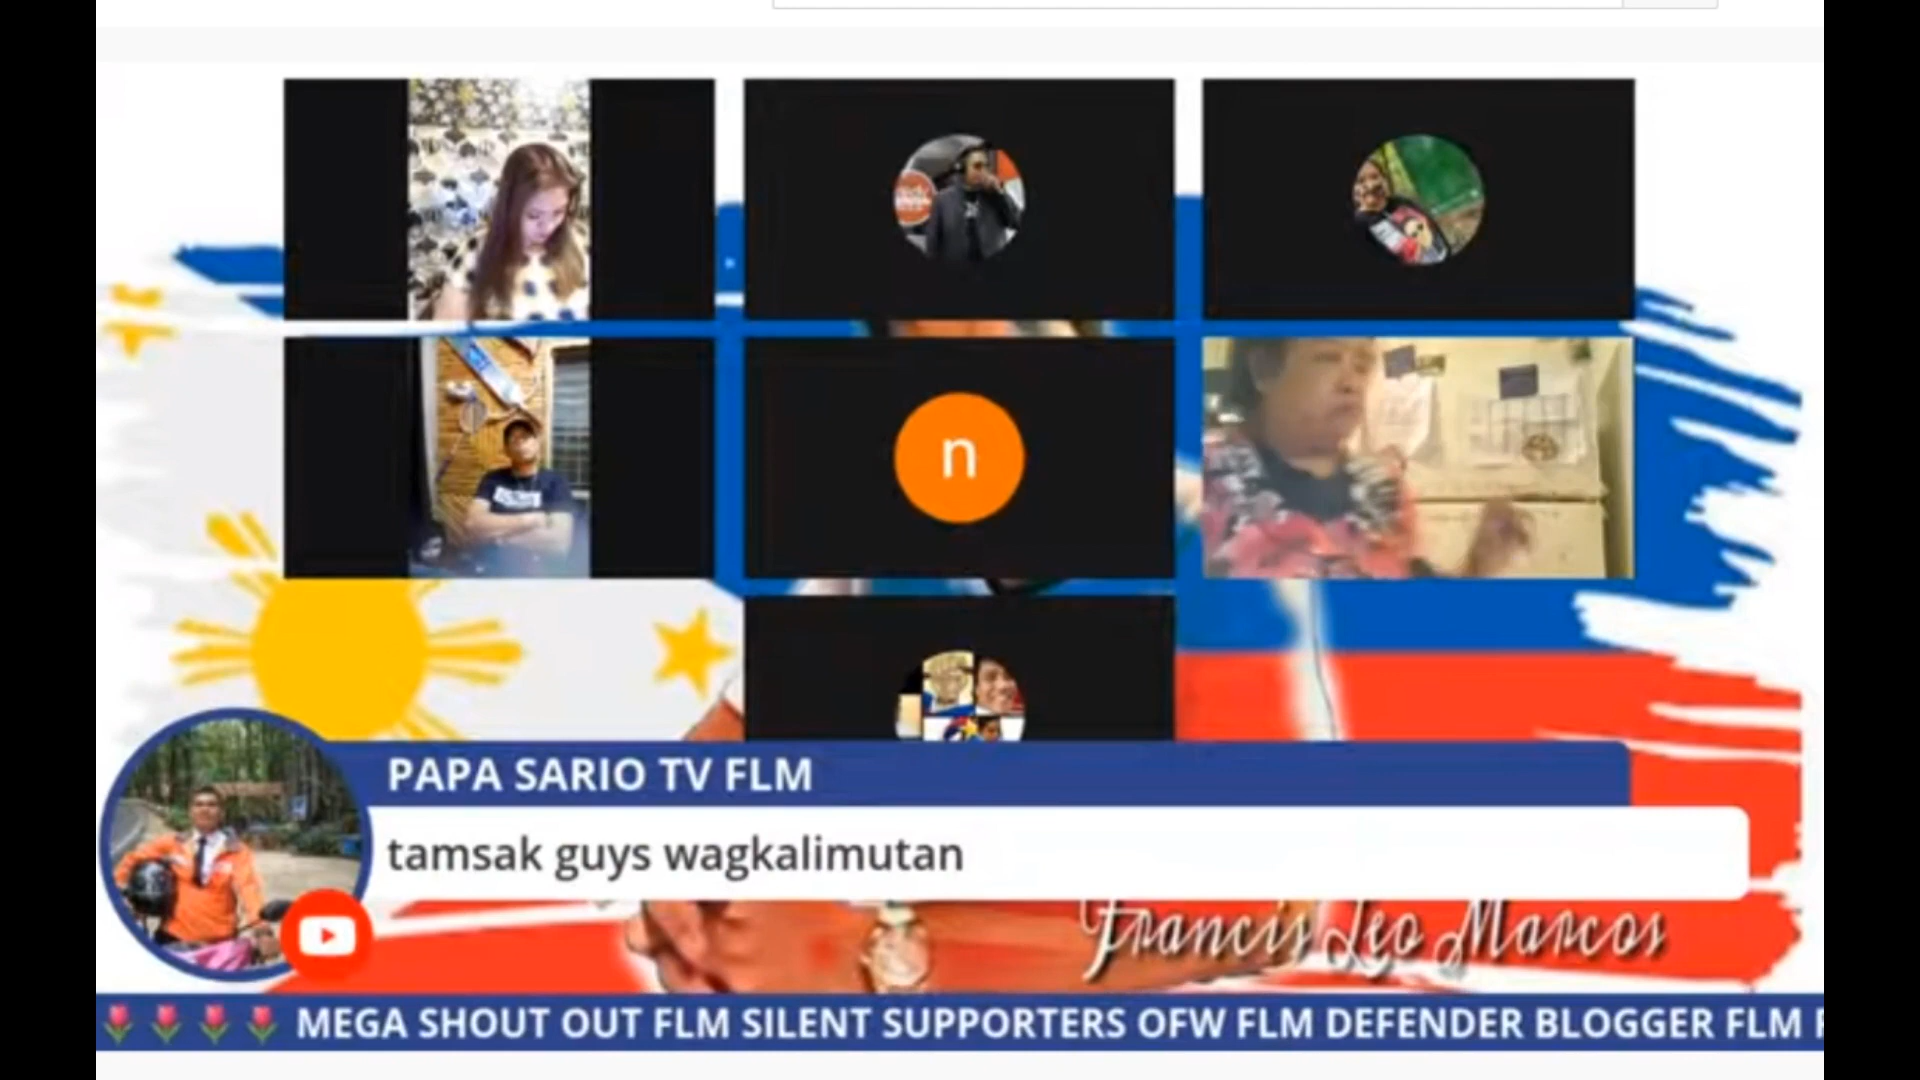 n
PAPA SARIO TV FLM
tamsak guys wagkalimutan
Francis Leo Marcos
MEGA SHOUT OUT FLM SILENT SUPPORTERS OFW FLM DEFENDER BLOGGER FLM